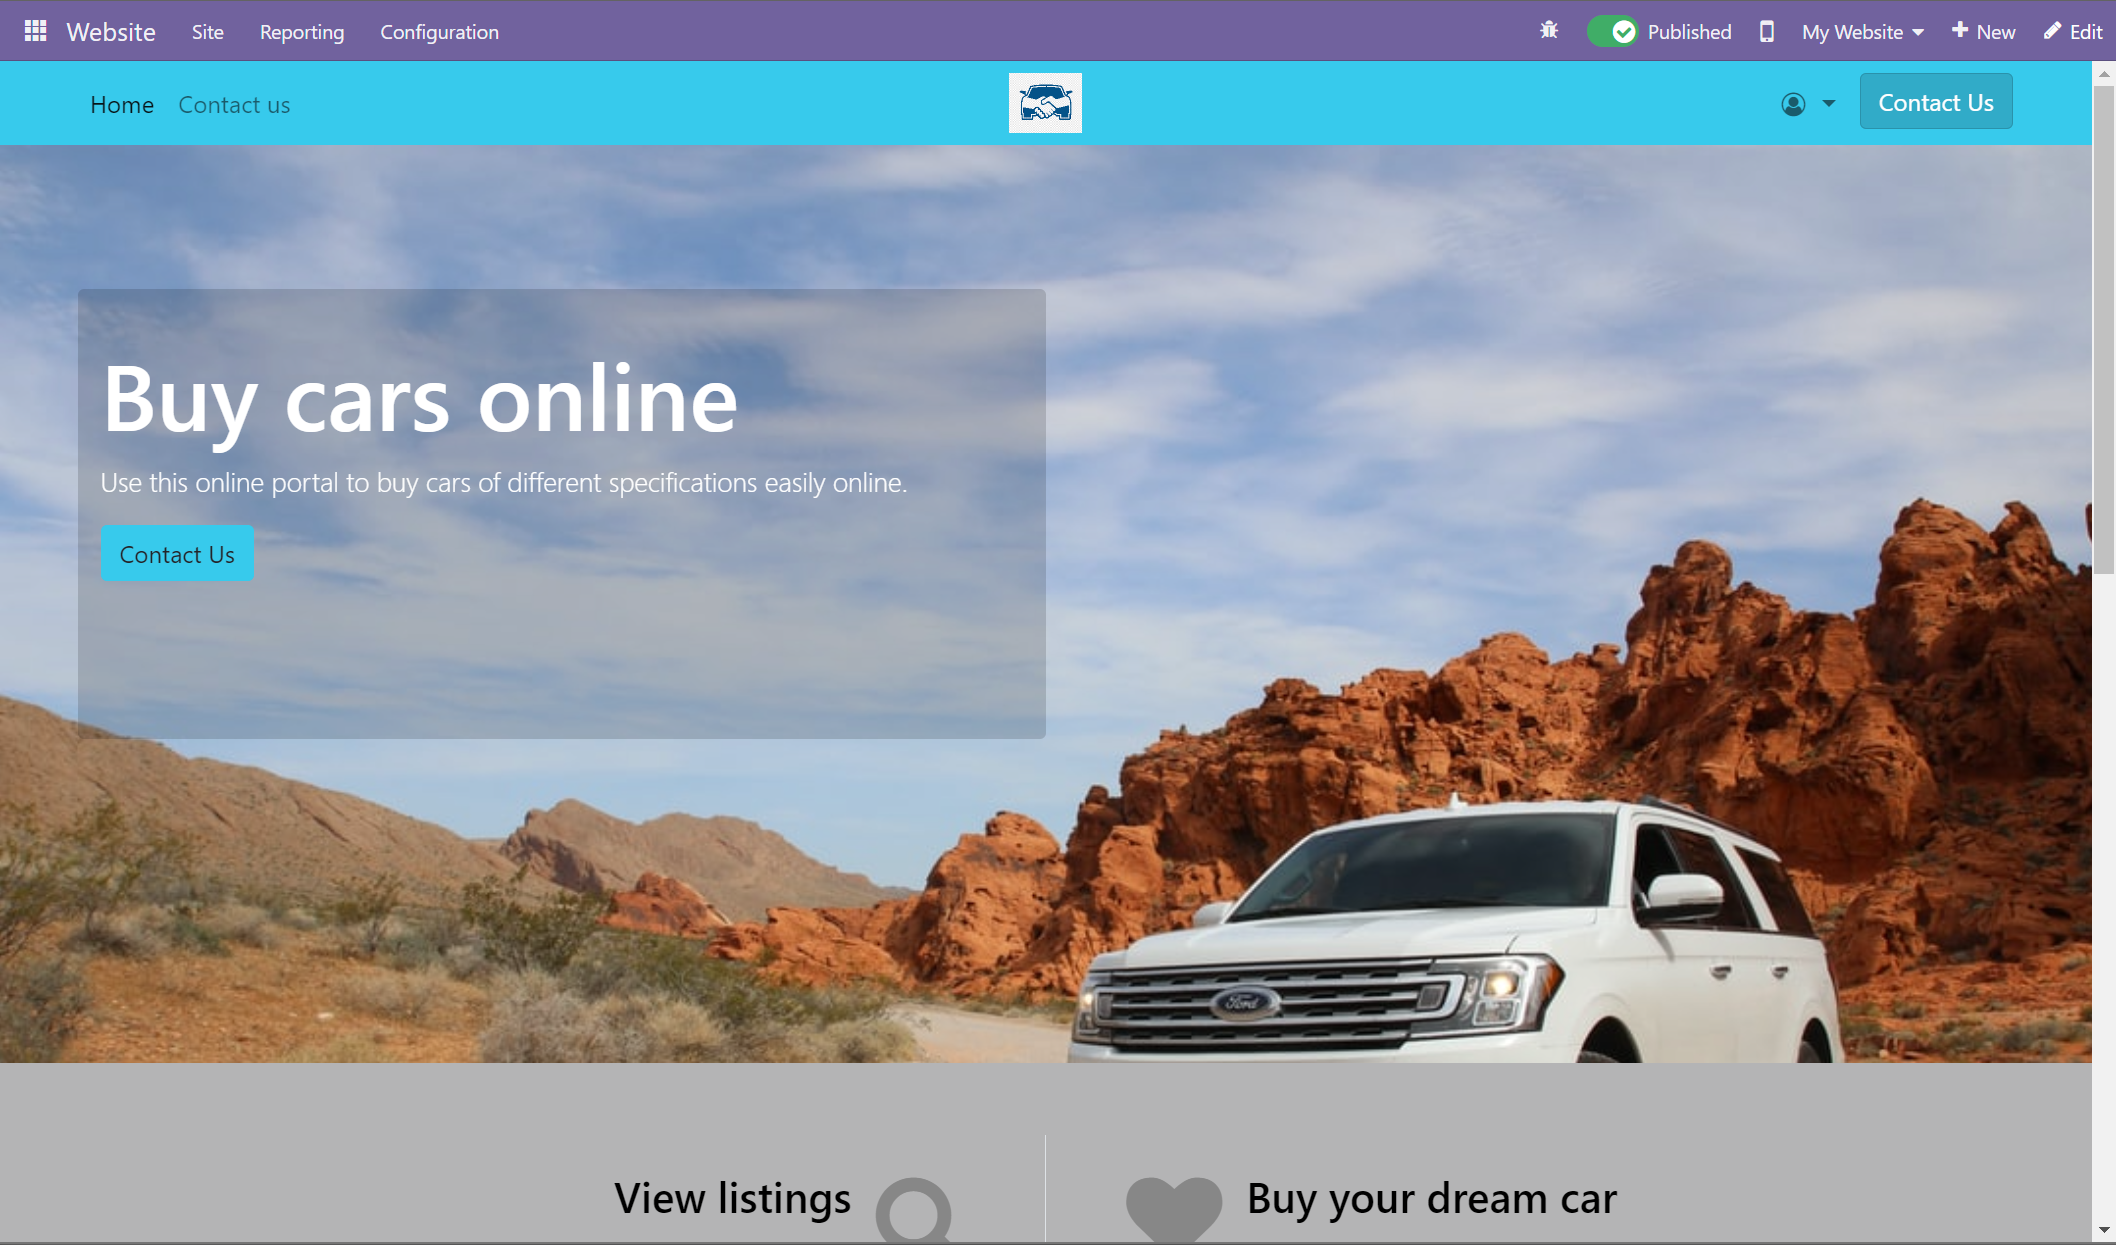 Website Site Reporting Configuration Published My Website New Edit
Home Contact us Contact Us
Buy cars online
Use this online portal to buy cars of different specifications easily online.
Contact Us
Ford
View listings Buy your dream car